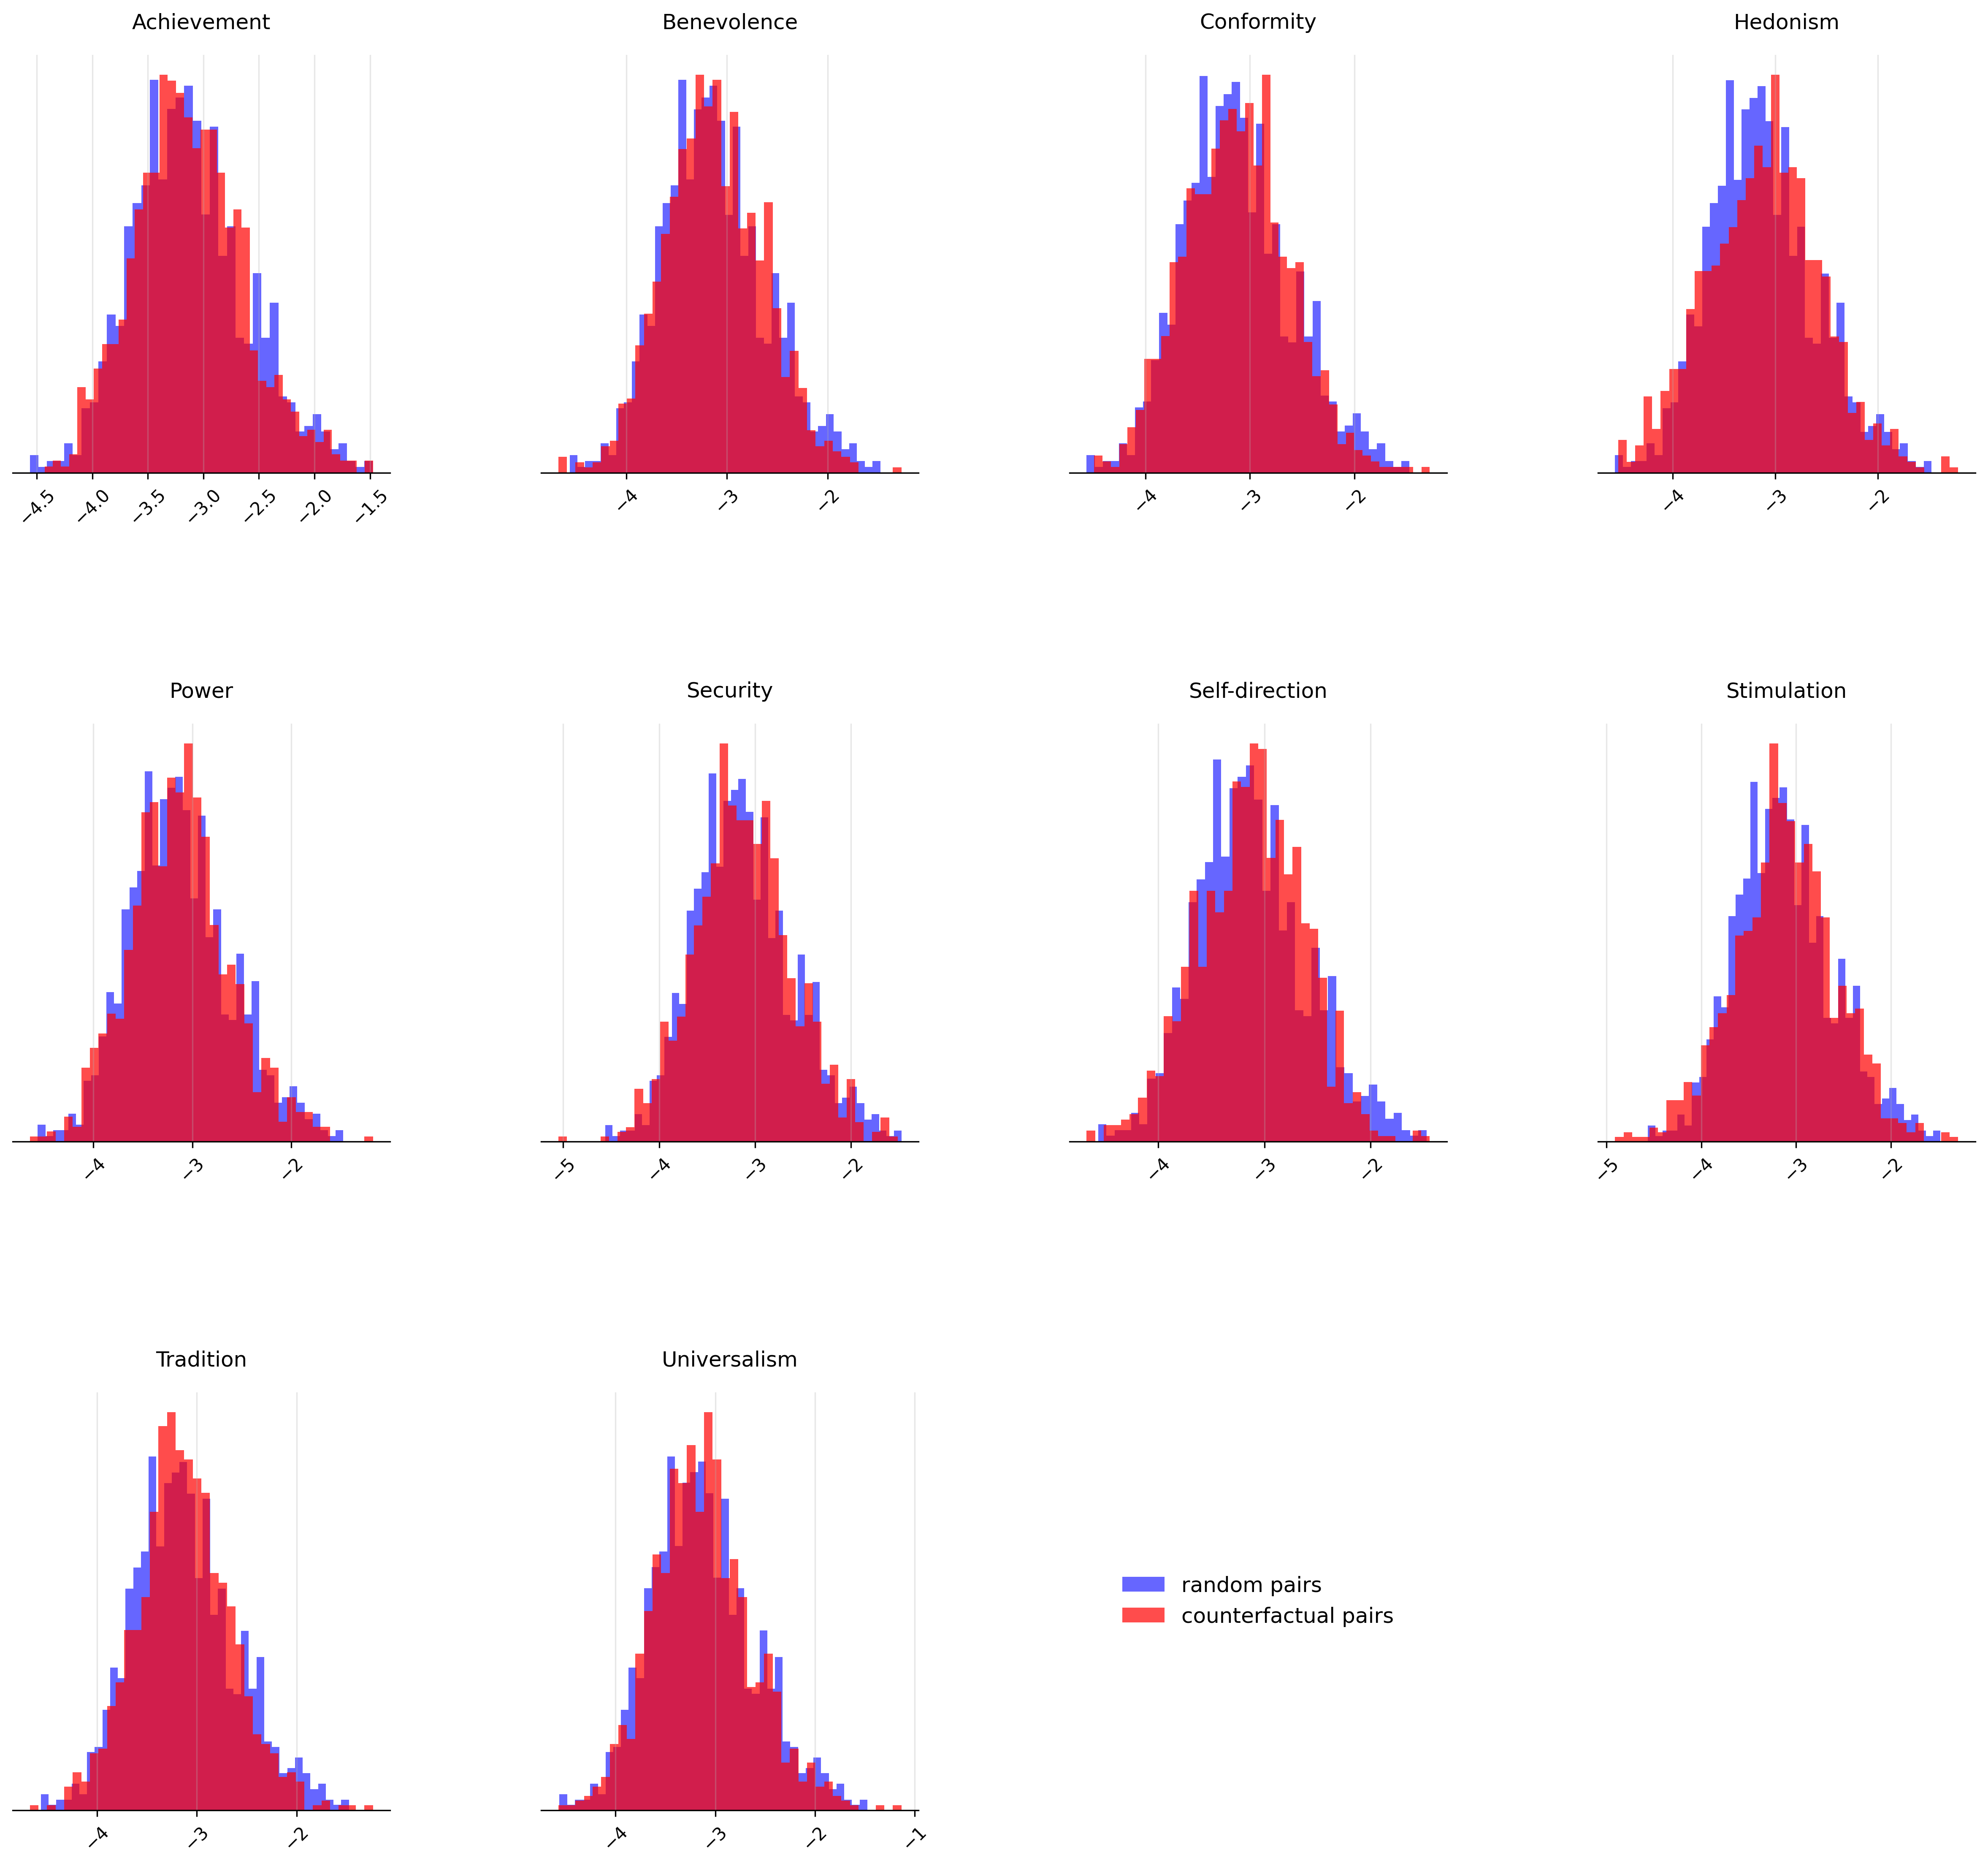 Achievement Benevolence Conformity Hedonism
−4.5 −4.0 −3.5 −3.0 −2.5 −2.0 −1.5 −4 −3 −2 −4 −3 −2 −4 −3 −2
Power Security Self-direction Stimulation
−4 −3 −2 −5 −4 −3 −2 −4 −3 −2 −5 −4 −3 −2
Tradition Universalism
random pairs
counterfactual pairs
−4 −3 −2 −4 −3 −2 −1